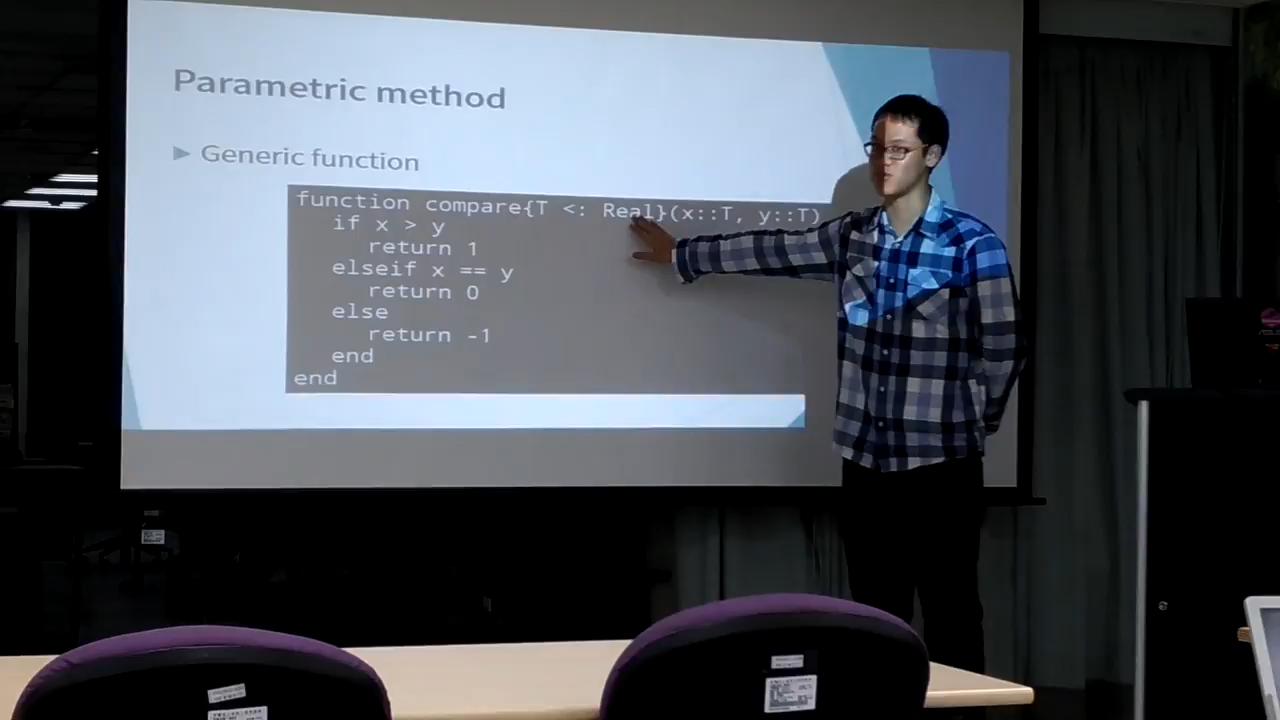 Parametric method
Generic function
function compare{T <: Real}(x::T, y::T)
if x > y
return 1
elseif x == y
return 0
else
return -1
end
end